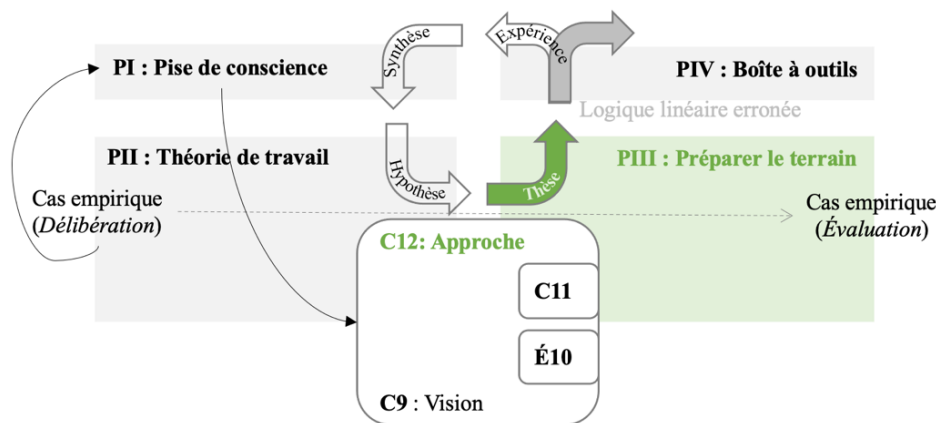 Synthèse
Expérience
PI : Pise de conscience
PIV : Boîte à outils
Logique linéaire erronée
PII : Théorie de travail
Hypothèse
Thèse
PIII : Préparer le terrain
Cas empirique
(Délibération)
Cas empirique
(Évaluation)
C12: Approche
C11
É10
C9 : Vision